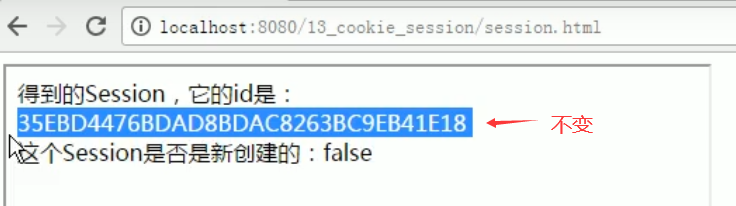 localhost:8080/13_cookie_session/session.html
得到的Session，它的id是：
35EBD4476BDAD8BDAC8263BC9EB41E18
不变
这个Session是否是新创建的：false